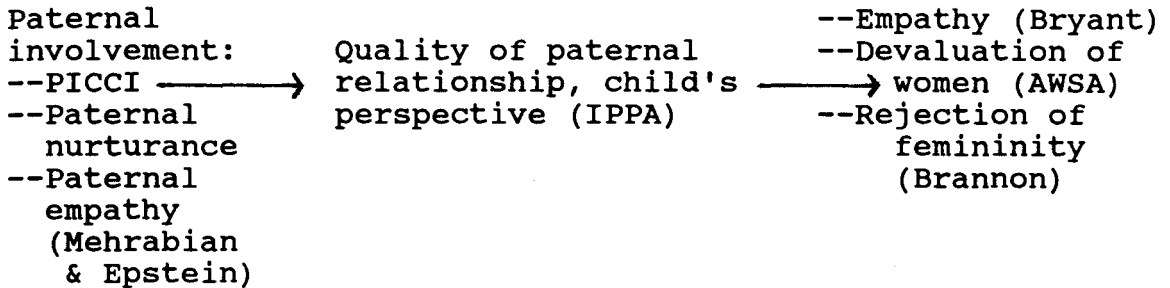 Paternal
involvement:
--PICCI
--Paternal
nurturance
--Paternal
empathy
(Mehrabian
& Epstein)
Quality of paternal
relationship, child's
perspective (IPPA)
--Empathy (Bryant)
--Devaluation of
women (AWSA)
--Rejection of
femininity
(Brannon)